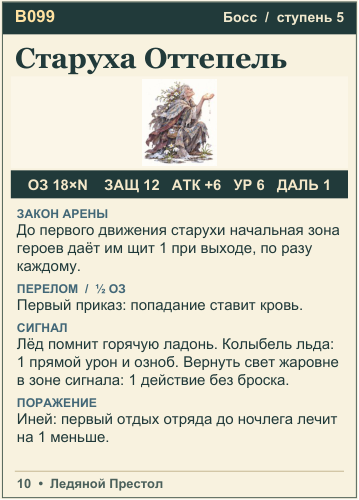 B099 Босс / ступень 5
Старуха Оттепель
ОЗ 18×N ЗАЩ 12 АТК +6 УР 6 ДАЛЬ 1
ЗАКОН АРЕНЫ
До первого движения старухи начальная зона
героев даёт им щит 1 при выходе, по разу
каждому.
ПЕРЕЛОМ / ½ ОЗ
Первый приказ: попадание ставит кровь.
СИГНАЛ
Лёд помнит горячую ладонь. Колыбель льда:
1 прямой урон и озноб. Вернуть свет жаровне
в зоне сигнала: 1 действие без броска.
ПОРАЖЕНИЕ
Иней: первый отдых отряда до ночлега лечит
на 1 меньше.
10 • Ледяной Престол